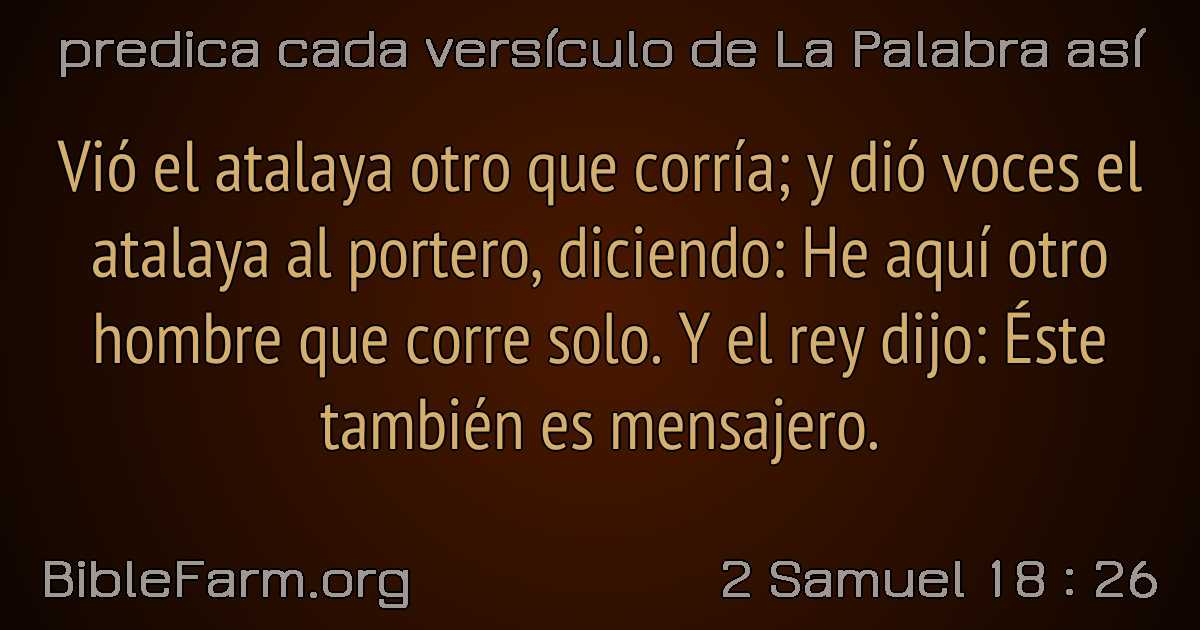 predica cada versículo de La Palabra así
Vió el atalaya otro que corría; y dió voces el
atalaya al portero, diciendo: He aquí otro
hombre que corre solo. Y el rey dijo: Éste
también es mensajero.
BibleFarm.org
2 Samuel 18 : 26